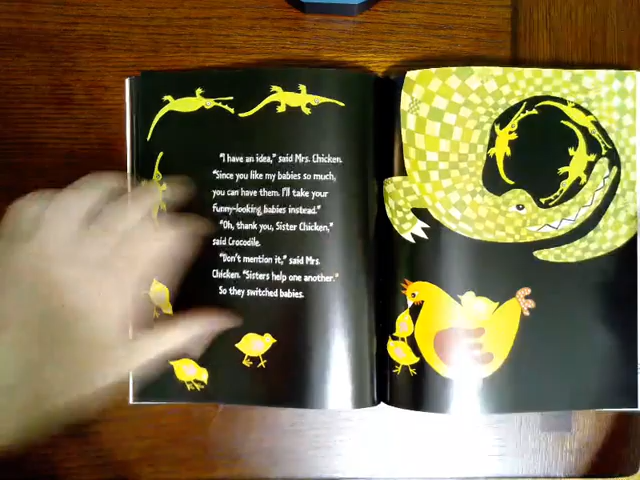 "I have an idea," said Mrs. Chicken.
"Since you like my babies so much,
you can have them. I'll take your
funny-looking babies instead."
"Oh, thank you, Sister Chicken,"
said Crocodile.
"Don't mention it," said Mrs.
Chicken. "Sisters help one another."
So they switched babies.